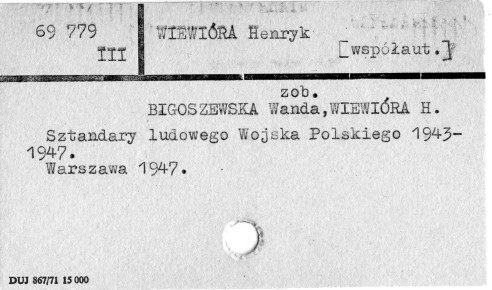 69 779
III
WIEWIÓRA Henryk
[współaut.]
zob.
BIGOSZEWSKA Wanda,WIEWIÓRA H.
Sztandary ludowego Wojska Polskiego 1943-
1947.
Warszawa 1947.
DUJ 867/71 15 000